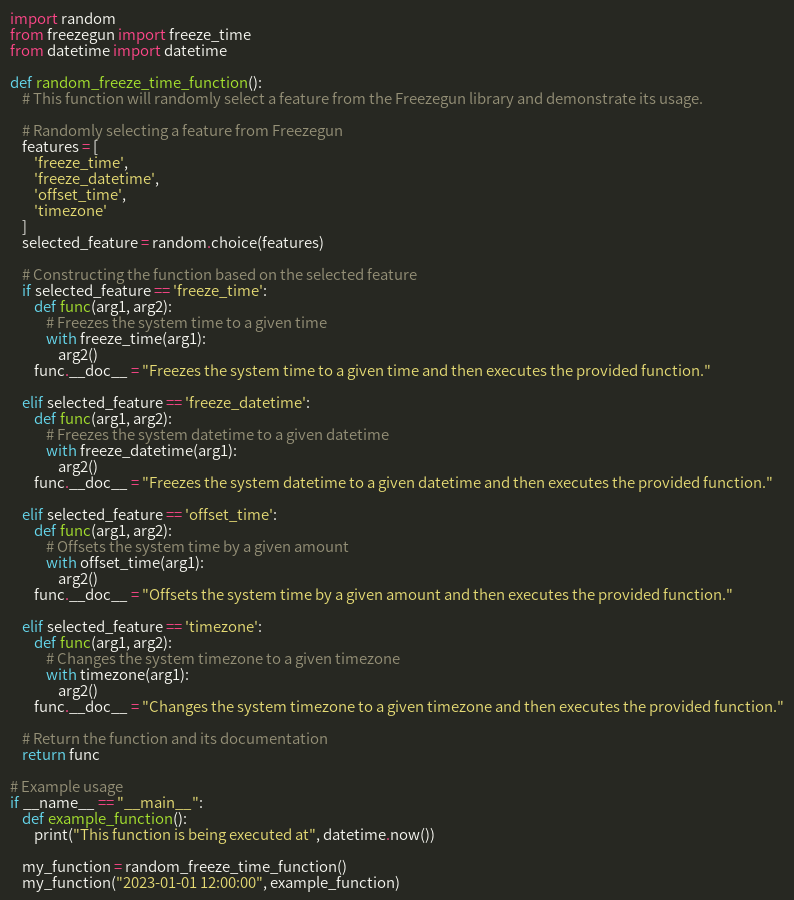 import random
from freezegun import freeze_time
from datetime import datetime

def random_freeze_time_function():
    # This function will randomly select a feature from the Freezegun library and demonstrate its usage.

    # Randomly selecting a feature from Freezegun
    features = [
        'freeze_time',
        'freeze_datetime',
        'offset_time',
        'timezone'
    ]
    selected_feature = random.choice(features)

    # Constructing the function based on the selected feature
    if selected_feature == 'freeze_time':
        def func(arg1, arg2):
            # Freezes the system time to a given time
            with freeze_time(arg1):
                arg2()
        func.__doc__ = "Freezes the system time to a given time and then executes the provided function."

    elif selected_feature == 'freeze_datetime':
        def func(arg1, arg2):
            # Freezes the system datetime to a given datetime
            with freeze_datetime(arg1):
                arg2()
        func.__doc__ = "Freezes the system datetime to a given datetime and then executes the provided function."

    elif selected_feature == 'offset_time':
        def func(arg1, arg2):
            # Offsets the system time by a given amount
            with offset_time(arg1):
                arg2()
        func.__doc__ = "Offsets the system time by a given amount and then executes the provided function."

    elif selected_feature == 'timezone':
        def func(arg1, arg2):
            # Changes the system timezone to a given timezone
            with timezone(arg1):
                arg2()
        func.__doc__ = "Changes the system timezone to a given timezone and then executes the provided function."

    # Return the function and its documentation
    return func

# Example usage
if __name__ == "__main__":
    def example_function():
        print("This function is being executed at", datetime.now())

    my_function = random_freeze_time_function()
    my_function("2023-01-01 12:00:00", example_function)